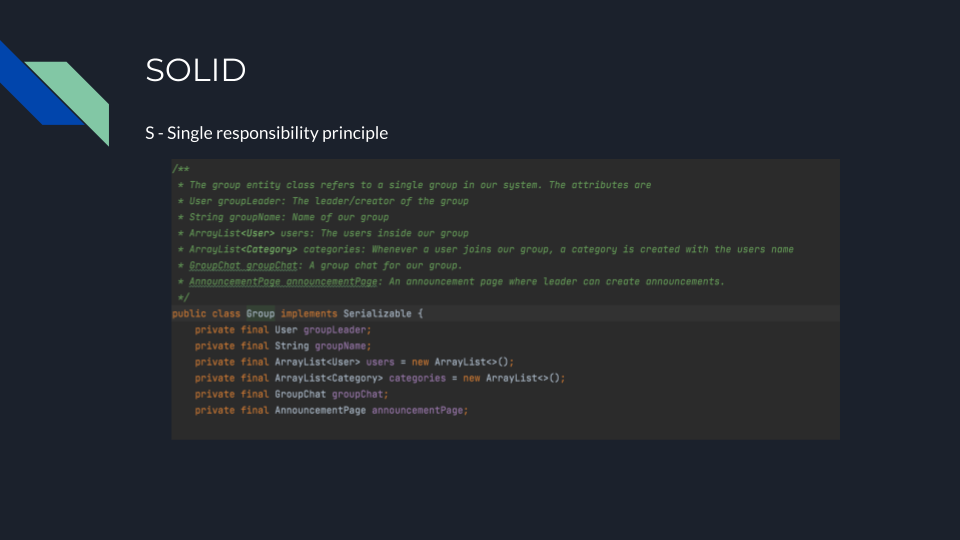 SOLID
S - Single responsibility principle
/**
* The group entity class refers to a single group in our system. The attributes are
* User groupLeader: The leader/creator of the group
* String groupName: Name of our group
* ArrayList<User> users: The users inside our group
* ArrayList<Category> categories: Whenever a user joins our group, a category is created with the users name
* GroupChat groupChat: A group chat for our group.
* AnnouncementPage announcementPage: An announcement page where leader can create announcements.
*/
public class Group implements Serializable {
private final User groupLeader;
private final String groupName;
private final ArrayList<User> users = new ArrayList<>();
private final ArrayList<Category> categories = new ArrayList<>();
private final GroupChat groupChat;
private final AnnouncementPage announcementPage;